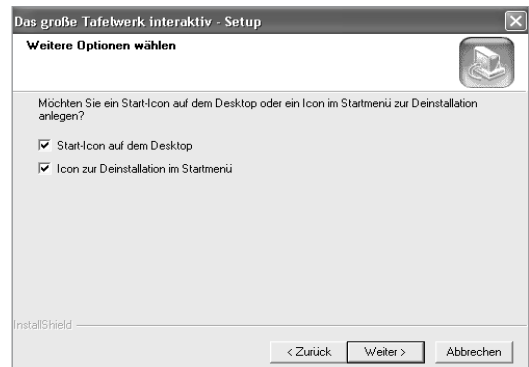 Das große Tafelwerk interaktiv - Setup
Weitere Optionen wählen
Möchten Sie ein Start-Icon auf dem Desktop oder ein Icon im Startmenü zur Deinstallation
anlegen?
Start-Icon auf dem Desktop
Icon zur Deinstallation im Startmenü
InstallShield
< Zurück Weiter > Abbrechen